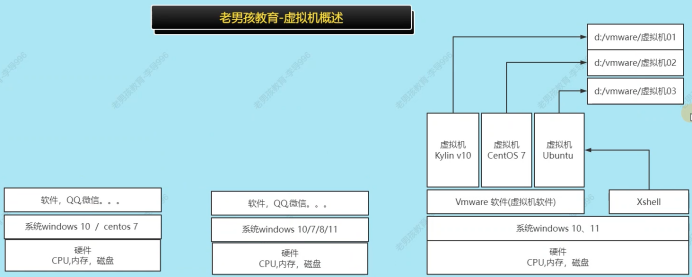 老男孩教育-虚拟机概述
d:/vmware/虚拟机01
d:/vmware/虚拟机02
d:/vmware/虚拟机03
虚拟机
Kylin v10
虚拟机
CentOS 7
虚拟机
Ubuntu
软件，QQ,微信。。。
系统windows 10 / centos 7
硬件
CPU,内存，磁盘
软件，QQ,微信。。。
系统windows 10/7/8/11
硬件
CPU,内存，磁盘
Vmware 软件(虚拟机软件)
Xshell
系统windows 10、11
硬件
CPU,内存，磁盘